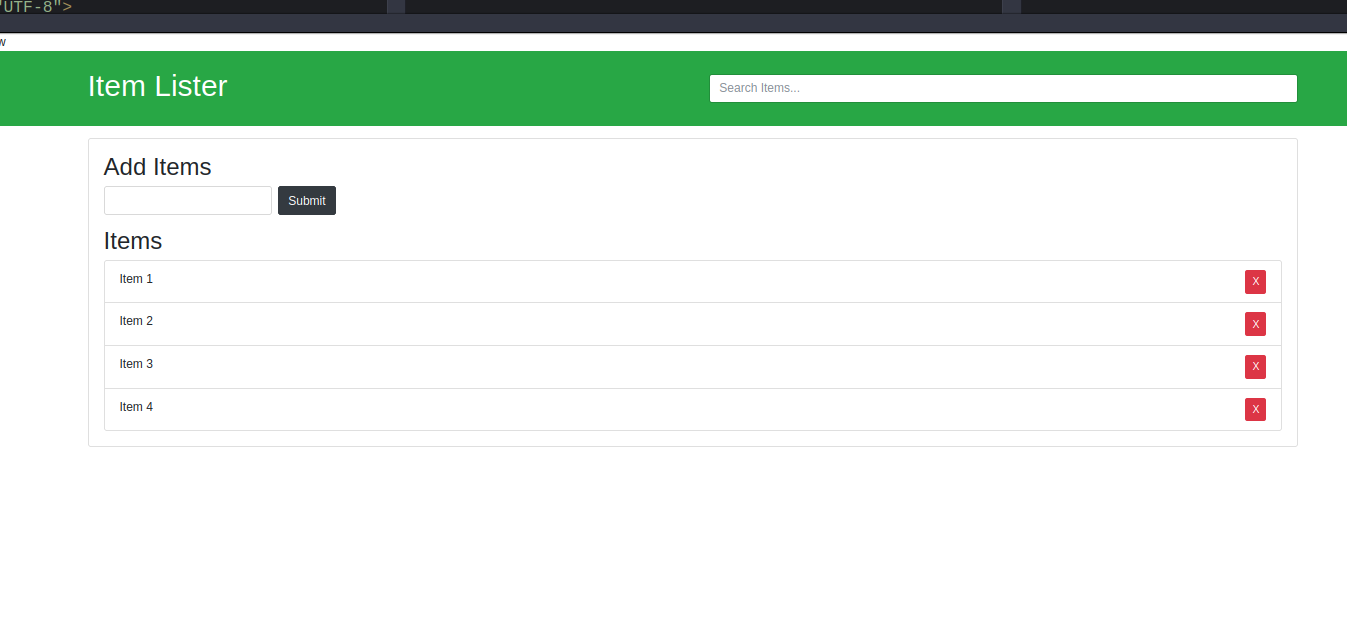 "UTF-8">
w
Item Lister
Search Items...
Add Items
Submit
Items
Item 1 X
Item 2 X
Item 3 X
Item 4 X